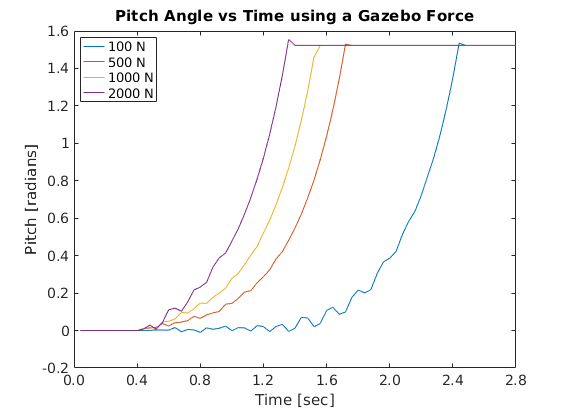 Pitch Angle vs Time using a Gazebo Force
1.6
1.4
1.2
1
0.8
0.6
0.4
0.2
0
-0.2
Pitch [radians]
100 N
500 N
1000 N
2000 N
0.0 0.4 0.8 1.2 1.6 2.0 2.4 2.8
Time [sec]